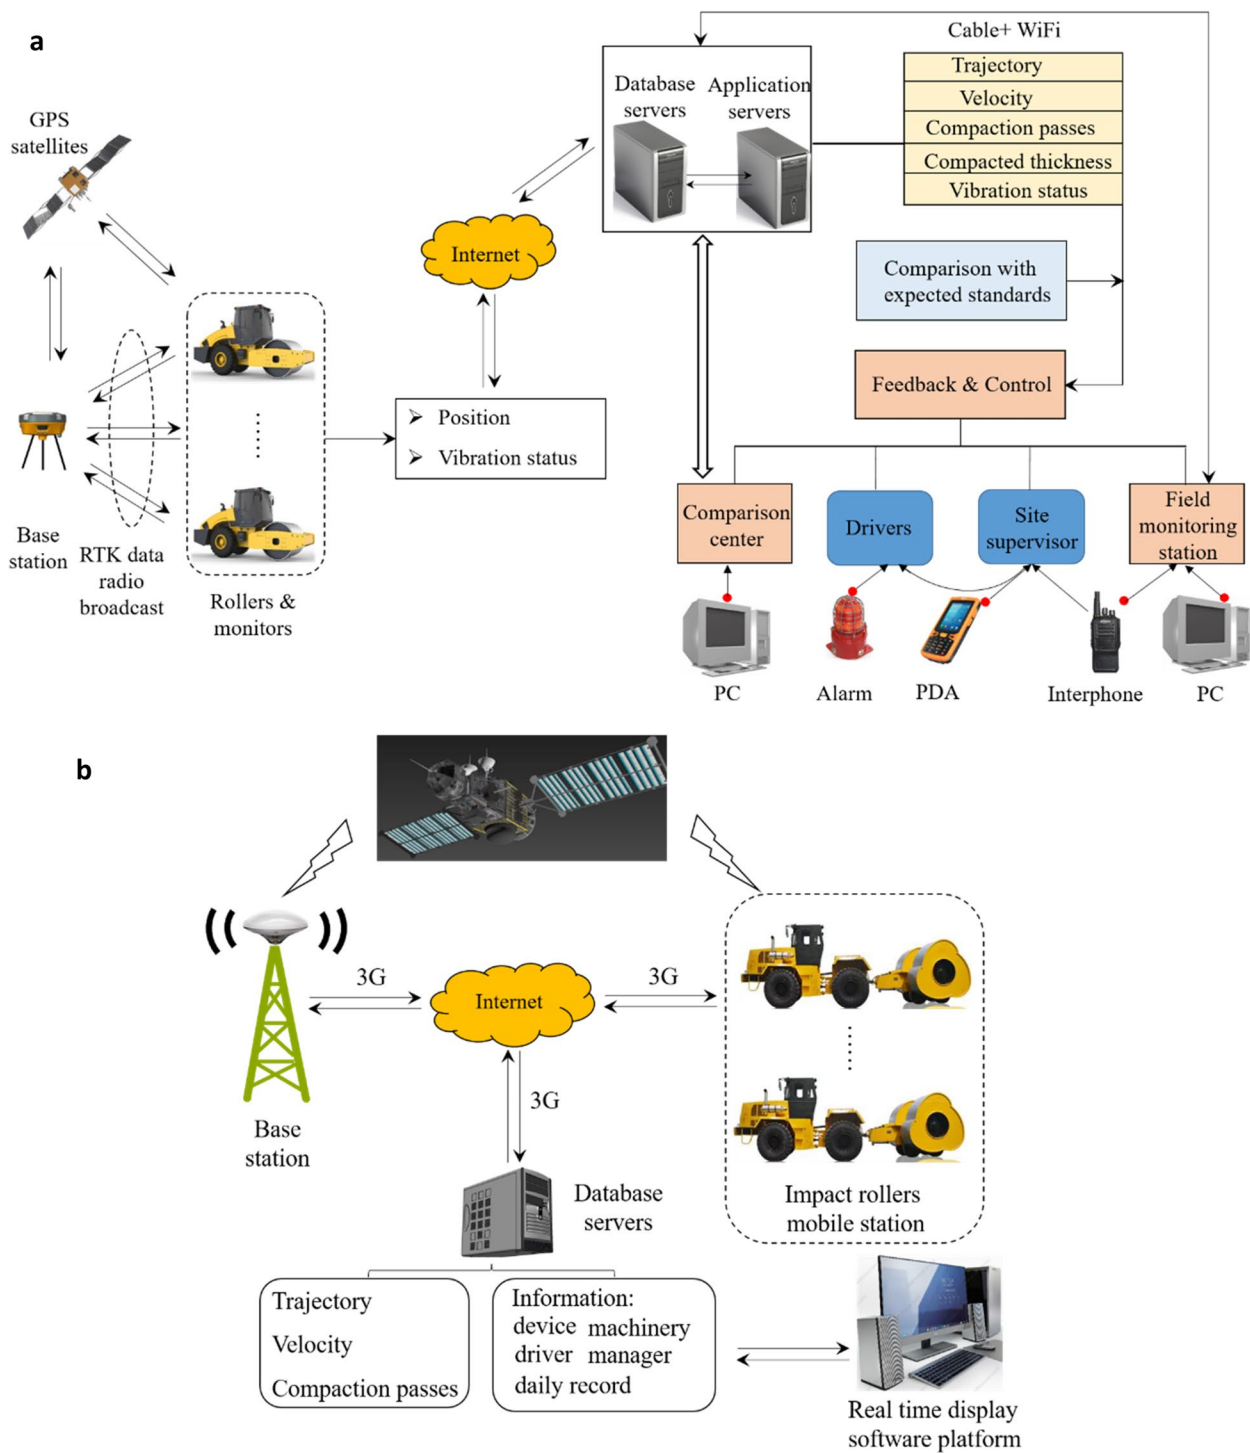 a
GPS
satellites
Base
station
RTK data
radio
broadcast
Rollers &
monitors
Internet
➢ Position
➢ Vibration status
Database
servers
Application
servers
Cable+ WiFi
Trajectory
Velocity
Compaction passes
Compacted thickness
Vibration status
Comparison with
expected standards
Feedback & Control
Comparison
center
Drivers
Site
supervisor
Field
monitoring
station
PC
Alarm
PDA
Interphone
PC
b
3G
Internet
3G
Base
station
3G
Database
servers
Impact rollers
mobile station
Trajectory
Velocity
Compaction passes
Information:
device machinery
driver manager
daily record
Real time display
software platform